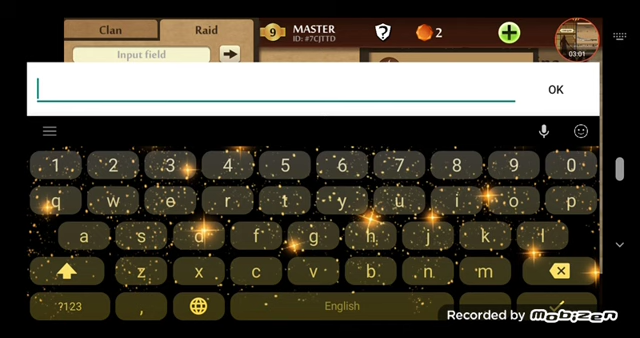 Clan Raid 9 MASTER 2
ID: #7CJTTD
Input field
03:01
OK
1 2 3 4 5 6 7 8 9 0
q w e r t y u i o p
a s d f g h j k l
z x c v b n m
?123 , English
Recorded by Mobizen